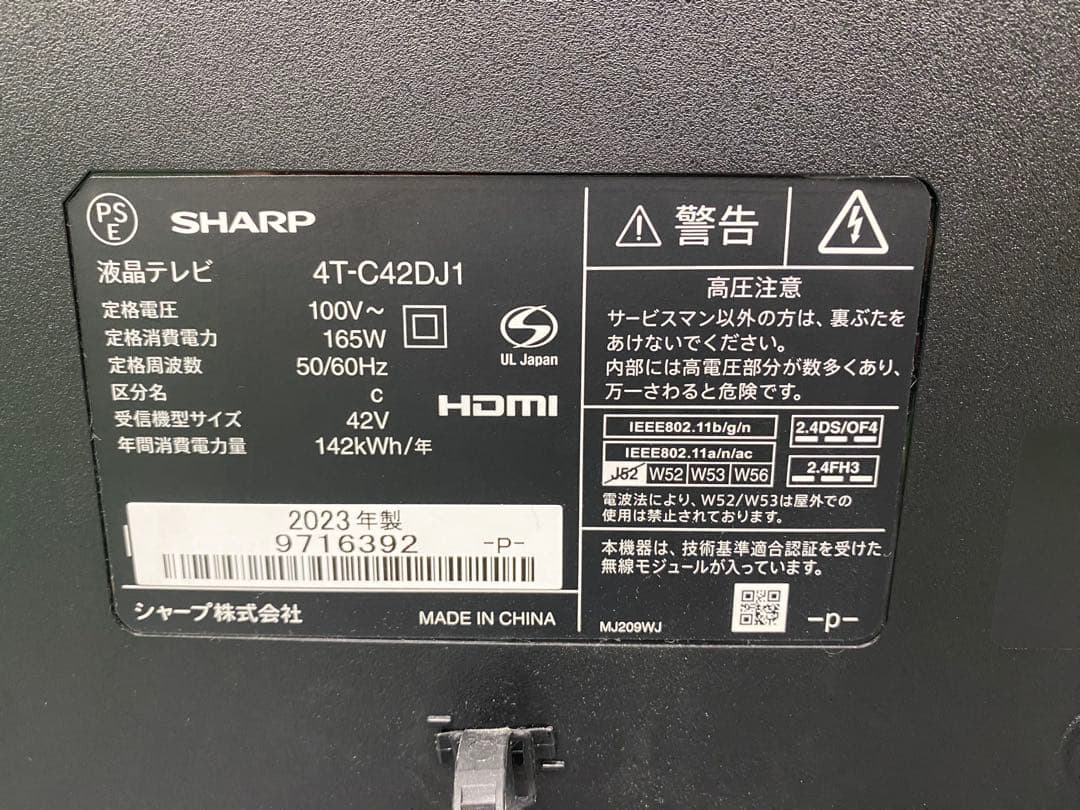 PS
E
SHARP
液晶テレビ 4T-C42DJ1
定格電圧 100V～
定格消費電力 165W
定格周波数 50/60Hz
区分名 c
受信機型サイズ 42V
年間消費電力量 142kWh/年
UL Japan
HDMI
2023年製
9716392 -P-
シャープ株式会社 MADE IN CHINA
警告
高圧注意
サービスマン以外の方は、裏ぶたを
あけないでください。
内部には高電圧部分が数多くあり、
万一さわると危険です。
IEEE802.11b/g/n 2.4DS/OF4
IEEE802.11a/n/ac
J52 W52 W53 W56 2.4FH3
電波法により、W52/W53は屋外での
使用は禁止されております。
本機器は、技術基準適合認証を受けた
無線モジュールが入っています。
MJ209WJ -p-